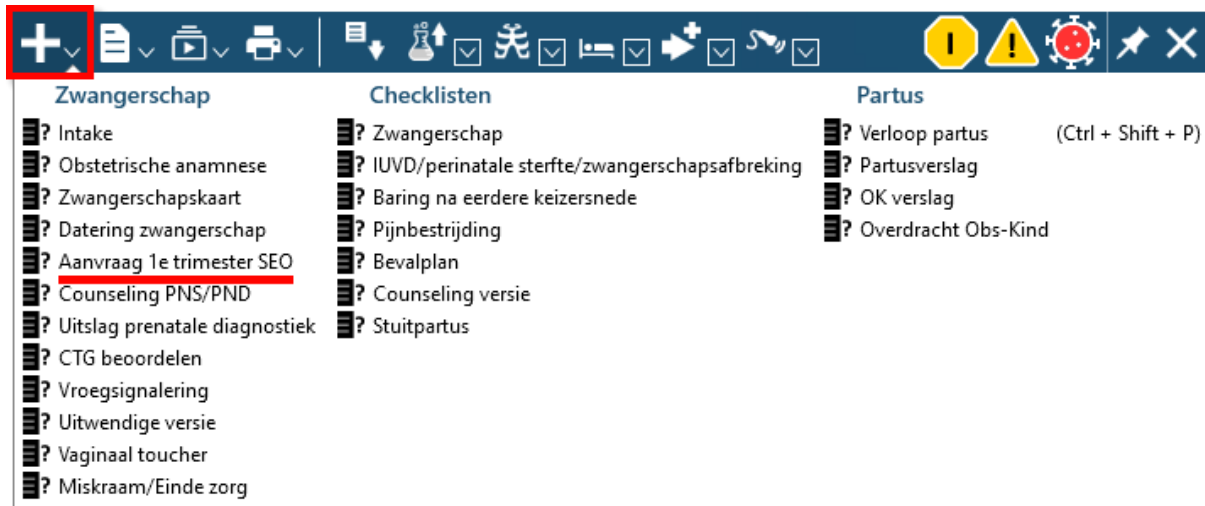 Zwangerschap
? Intake
? Obstetrische anamnese
? Zwangerschapskaart
? Datering zwangerschap
? Aanvraag 1e trimester SEO
? Counseling PNS/PND
? Uitslag prenatale diagnostiek
? CTG beoordelen
? Vroegsignalering
? Uitwendige versie
? Vaginaal toucher
? Miskraam/Einde zorg
Checklisten
? Zwangerschap
? IUVD/perinatale sterfte/zwangerschapsafbreking
? Baring na eerdere keizersnede
? Pijnbestrijding
? Bevalplan
? Counseling versie
? Stuitpartus
Partus
? Verloop partus (Ctrl + Shift + P)
? Partusverslag
? OK verslag
? Overdracht Obs-Kind